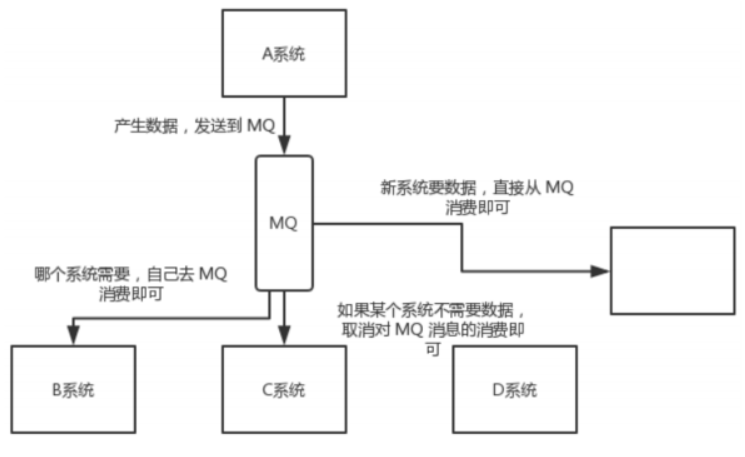 A系统
产生数据，发送到 MQ
MQ
新系统要数据，直接从 MQ
消费即可
哪个系统需要，自己去 MQ
消费即可
如果某个系统不需要数据，
取消对 MQ 消息的消费即
可
B系统
C系统
D系统